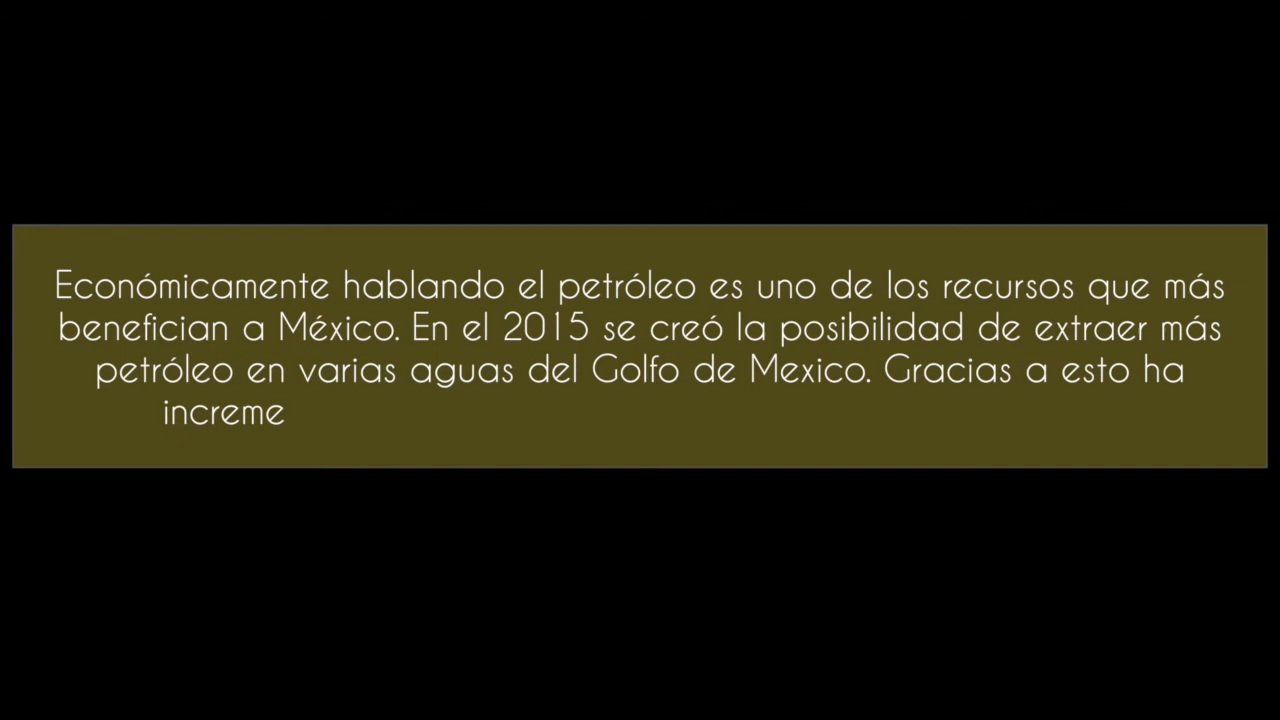 Económicamente hablando el petróleo es uno de los recursos que más
benefician a México. En el 2015 se creó la posibilidad de extraer más
petróleo en varias aguas del Golfo de Mexico. Gracias a esto ha
increme